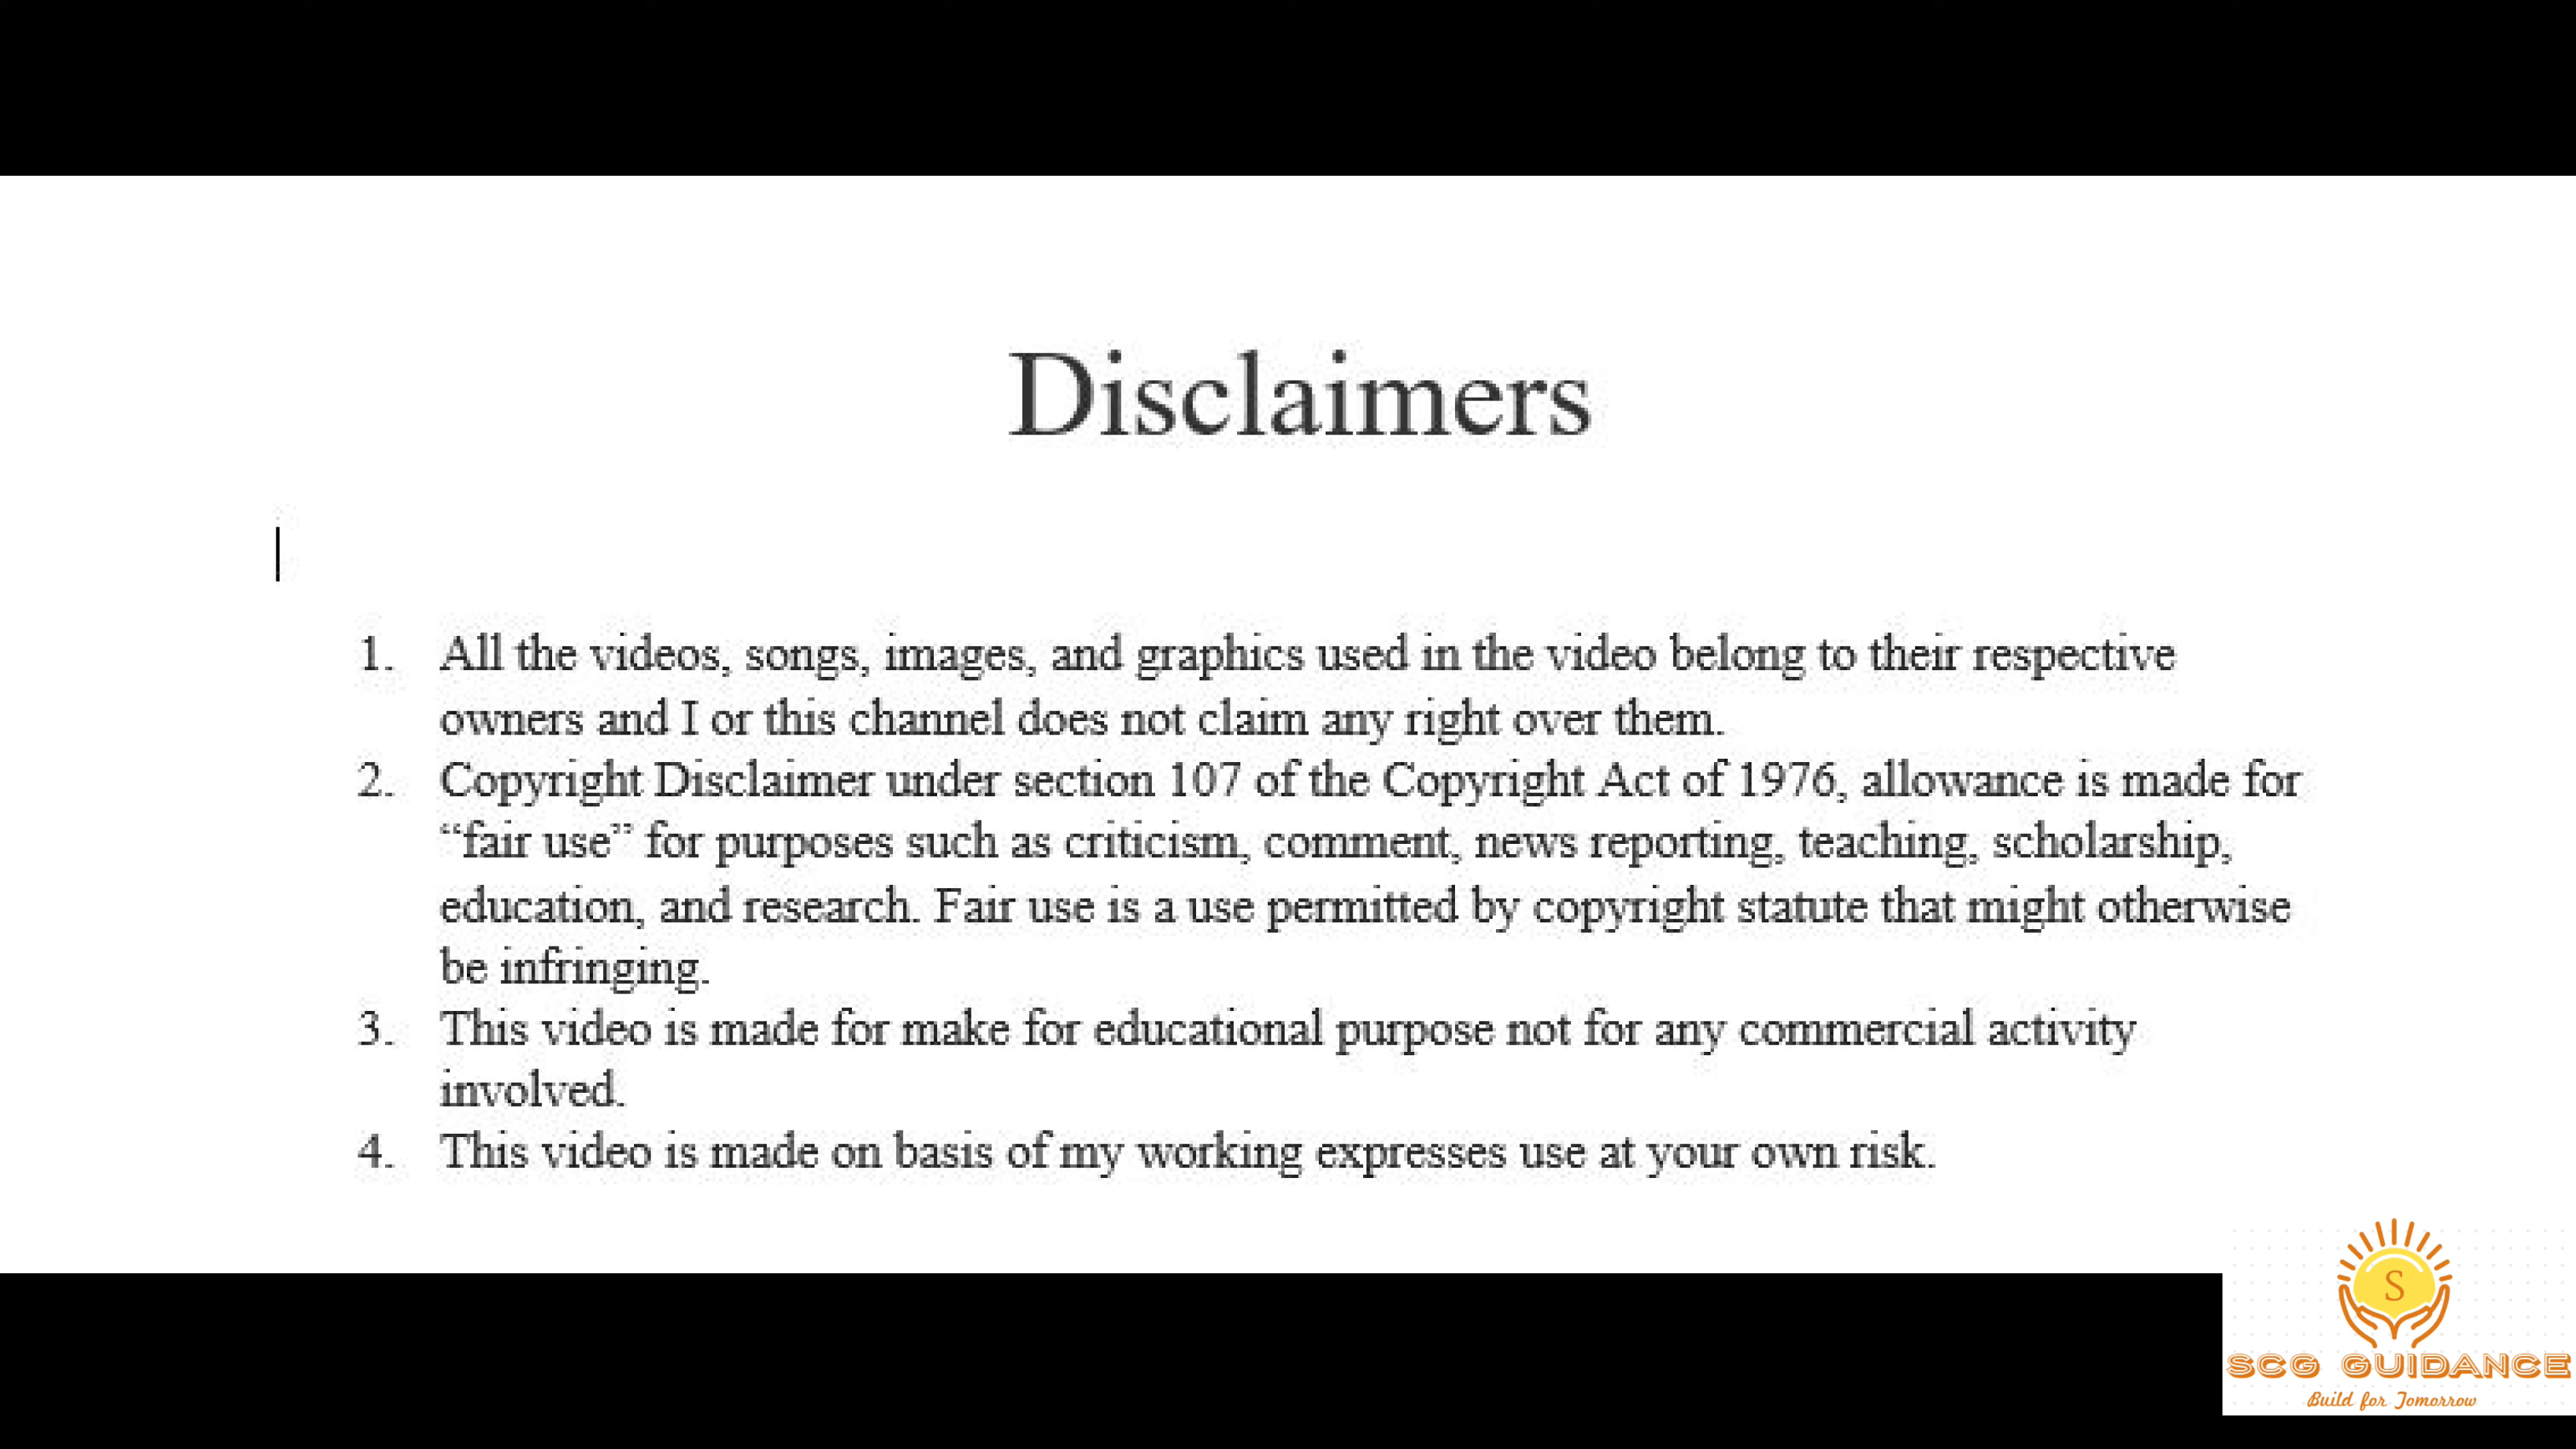 Disclaimers
1. All the videos, songs, images, and graphics used in the video belong to their respective
owners and I or this channel does not claim any right over them.
2. Copyright Disclaimer under section 107 of the Copyright Act of 1976, allowance is made for
“fair use” for purposes such as criticism, comment, news reporting, teaching, scholarship,
education, and research. Fair use is a use permitted by copyright statute that might otherwise
be infringing.
3. This video is made for make for educational purpose not for any commercial activity
involved.
4. This video is made on basis of my working expresses use at your own risk.
S
SCG GUIDANCE
Build for Tomorrow